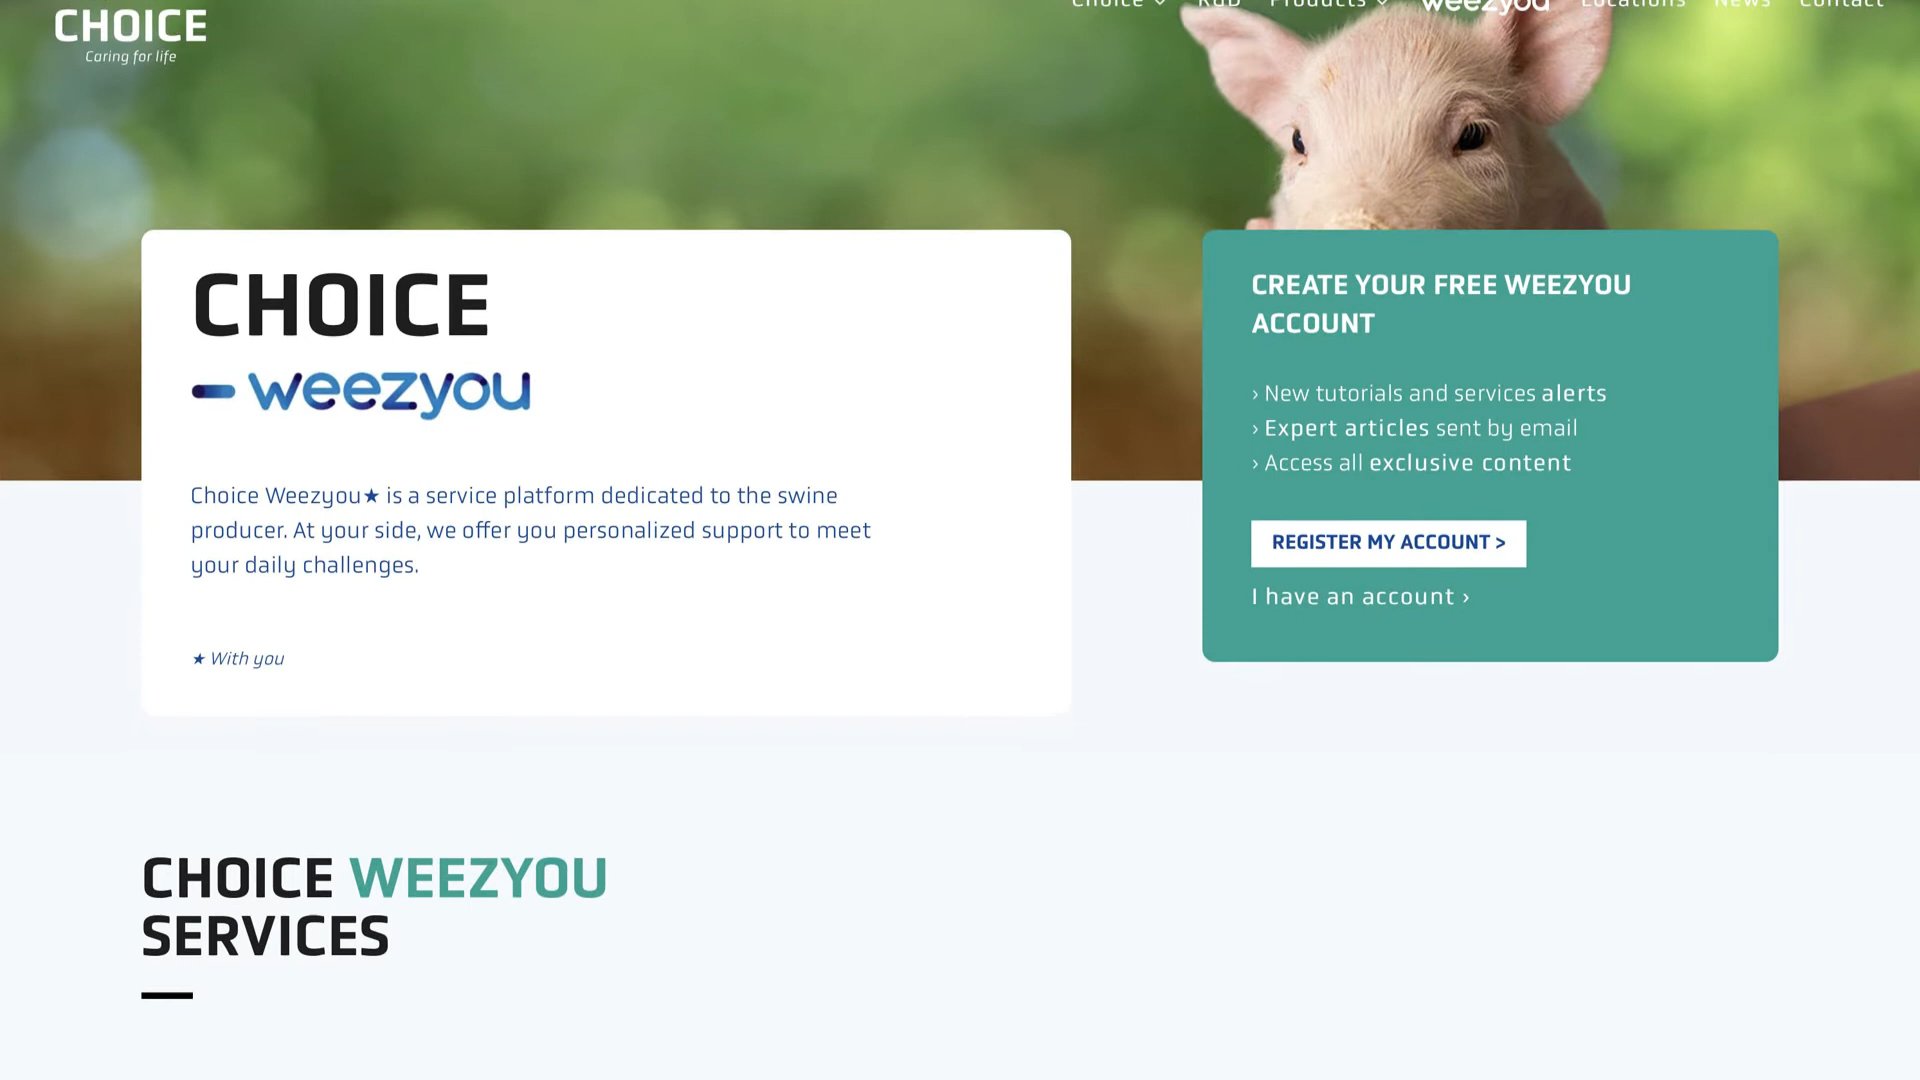 CHOICE
Caring for life
Choice R&D Products weezyou Locations News Contact
CHOICE
weezyou
Choice Weezyou★ is a service platform dedicated to the swine
producer. At your side, we offer you personalized support to meet
your daily challenges.
★ With you
CREATE YOUR FREE WEEZYOU
ACCOUNT
› New tutorials and services alerts
› Expert articles sent by email
› Access all exclusive content
REGISTER MY ACCOUNT >
I have an account ›
CHOICE WEEZYOU
SERVICES